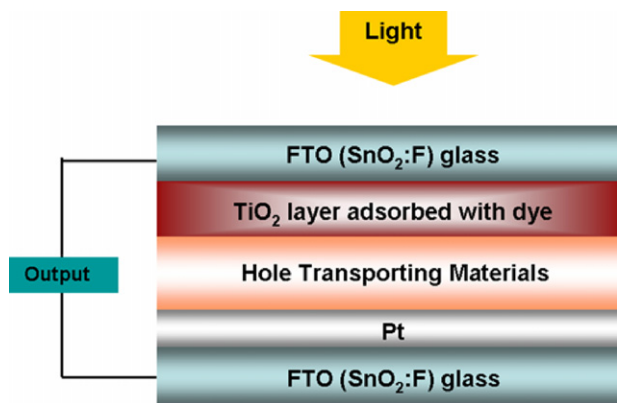 Light
FTO (SnO₂:F) glass
TiO₂ layer adsorbed with dye
Output
Hole Transporting Materials
Pt
FTO (SnO₂:F) glass